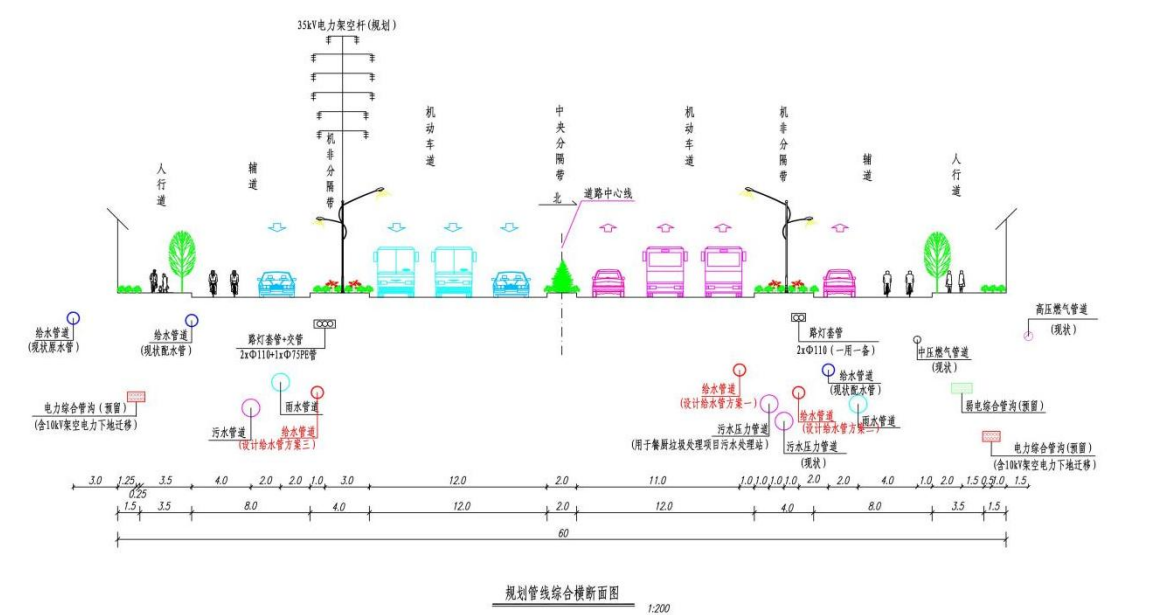 35kV电力架空杆(规划)
人行道
辅道
机非分隔带
机动车道
中央分隔带
北
道路中心线
机动车道
机非分隔带
辅道
人行道
给水管道
(现状原水管)
给水管道
(现状配水管)
路灯套管+交管
2xΦ110+1xΦ75PE管
路灯套管
2xΦ110(一用一备)
中压燃气管道
(现状)
高压燃气管道
(现状)
电力综合管沟(预留)
(含10kV架空电力下地迁移)
污水管道
雨水管道
给水管道
(设计给水管方案三)
给水管道
(设计给水管方案一)
污水压力管道
(用于餐厨垃圾处理项目污水处理站)
污水压力管道
(现状)
给水管道
(设计给水管方案二)
给水管道
(现状配水管)
雨水管道
弱电综合管沟(预留)
电力综合管沟(预留)
(含10kV架空电力下地迁移)
3.0 1.25 0.25 3.5 4.0 2.0 2.0 1.0 3.0 12.0 2.0 11.0 1.0 1.0 1.0 1.0 2.0 2.0 4.0 1.0 2.0 1.5 0.5 1.0 1.5
1.5 3.5 8.0 4.0 12.0 2.0 12.0 4.0 8.0 3.5 1.5
60
规划管线综合横断面图
1:200